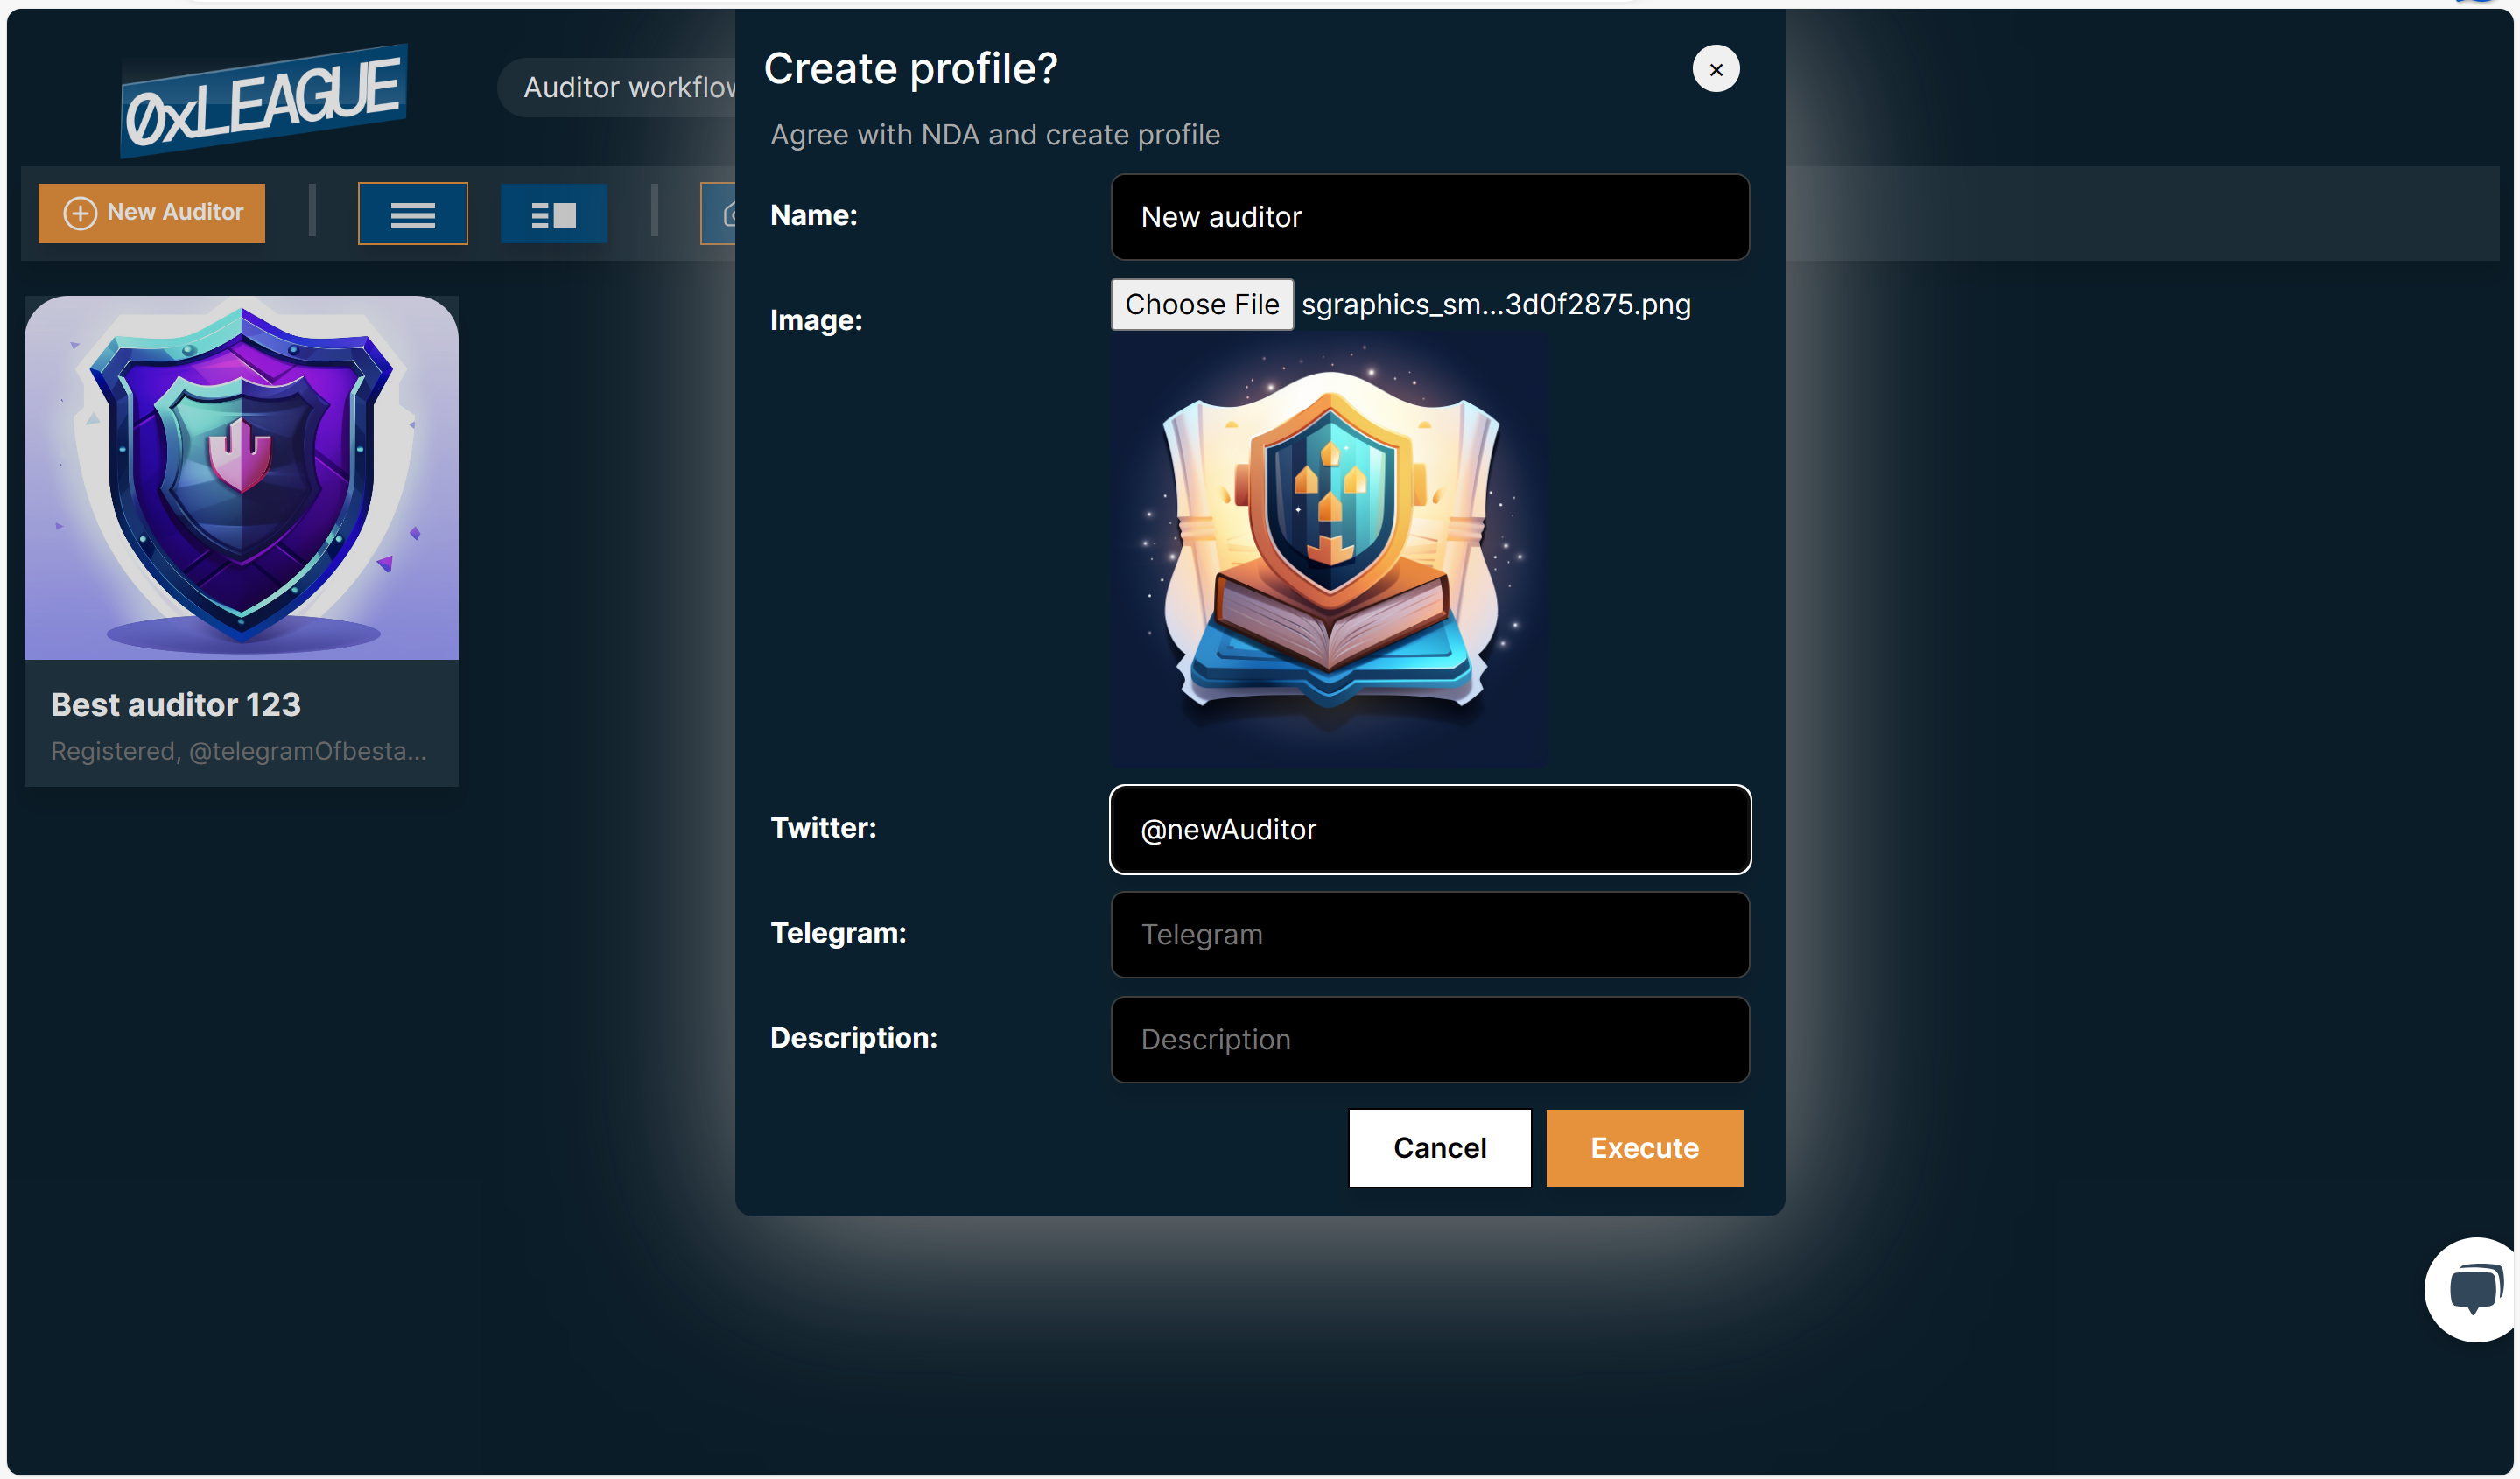 0xLEAGUE
Auditor workflow
New Auditor
Best auditor 123
Registered, @telegramOfbesta...
Create profile?
×
Agree with NDA and create profile
Name:
New auditor
Image:
Choose File sgraphics_sm...3d0f2875.png
Twitter:
@newAuditor
Telegram:
Telegram
Description:
Description
Cancel
Execute